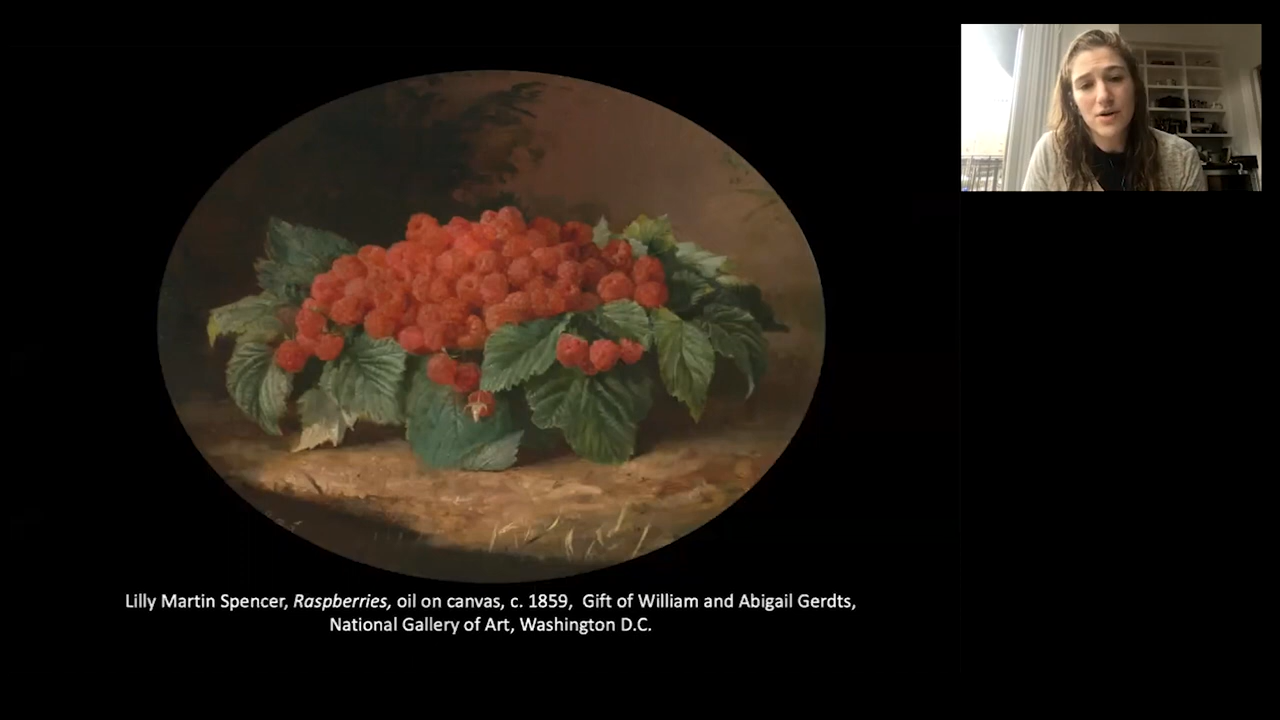 Lilly Martin Spencer, Raspberries, oil on canvas, c. 1859,  Gift of William and Abigail Gerdts,
National Gallery of Art, Washington D.C.